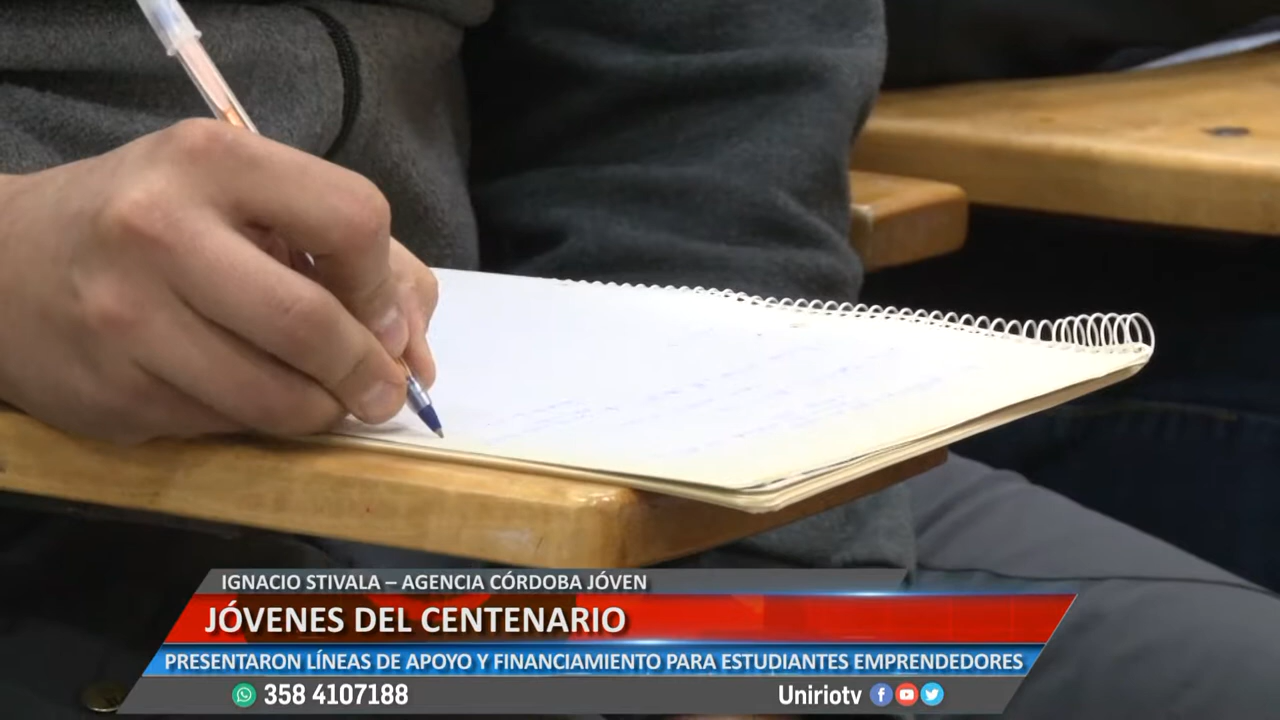 IGNACIO STIVALA – AGENCIA CÓRDOBA JÓVEN
JÓVENES DEL CENTENARIO
PRESENTARON LÍNEAS DE APOYO Y FINANCIAMIENTO PARA ESTUDIANTES EMPRENDEDORES
358 4107188 Uniriotv